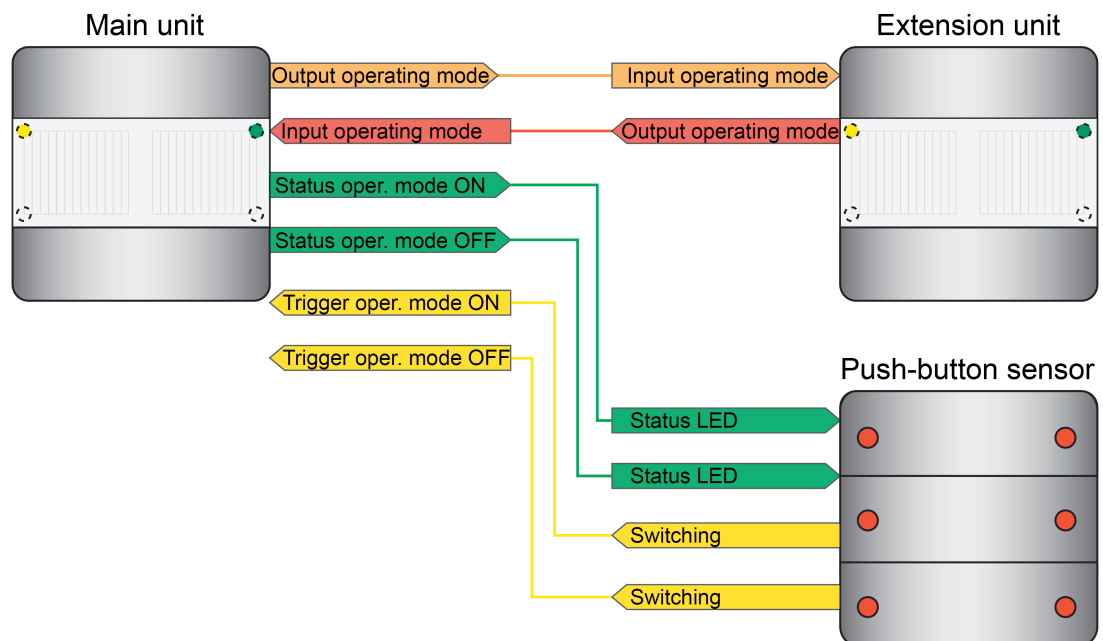 Main unit
Extension unit
Output operating mode
Input operating mode
Input operating mode
Output operating mode
Status oper. mode ON
Status oper. mode OFF
Trigger oper. mode ON
Trigger oper. mode OFF
Push-button sensor
Status LED
Status LED
Switching
Switching